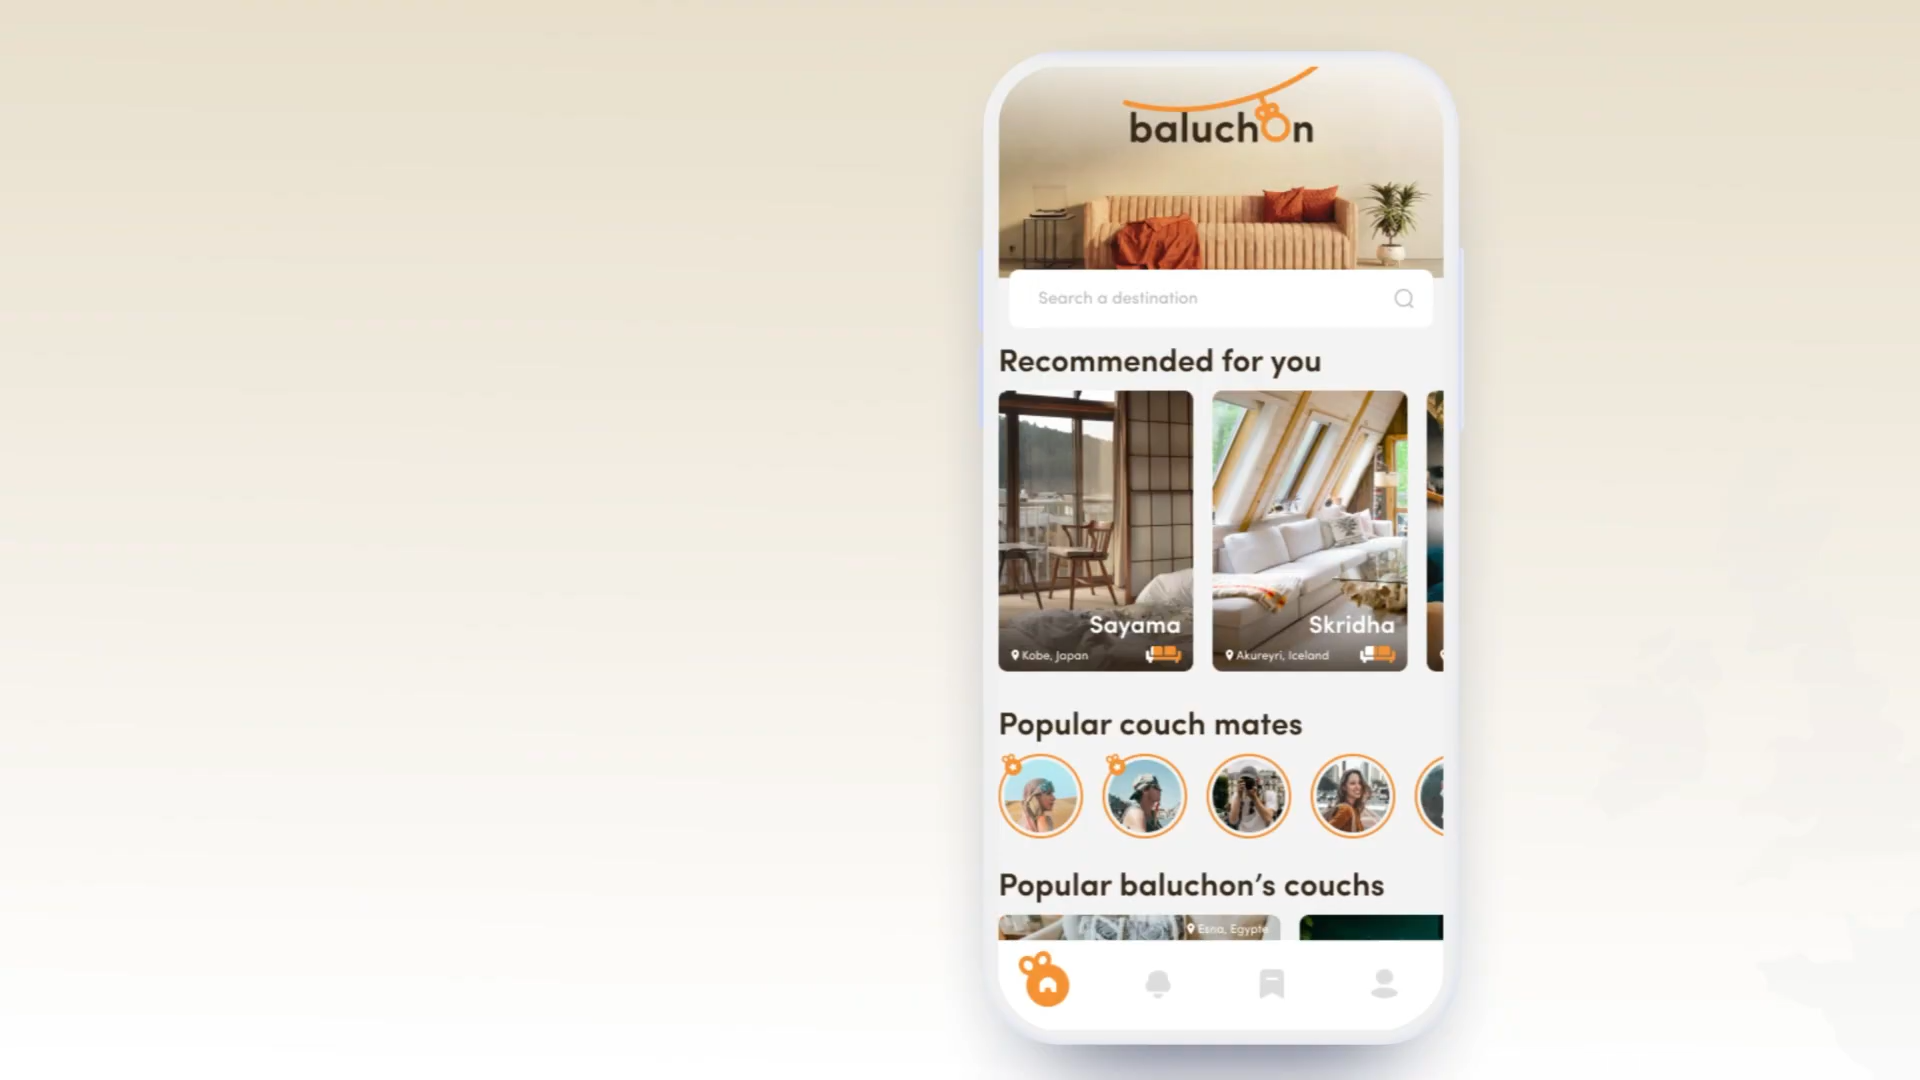 baluchon
Search a destination
Recommended for you
Sayama
Kobe, Japan
Skridha
Akureyri, Iceland
Popular couch mates
Popular baluchon’s couchs
Esna, Egypte